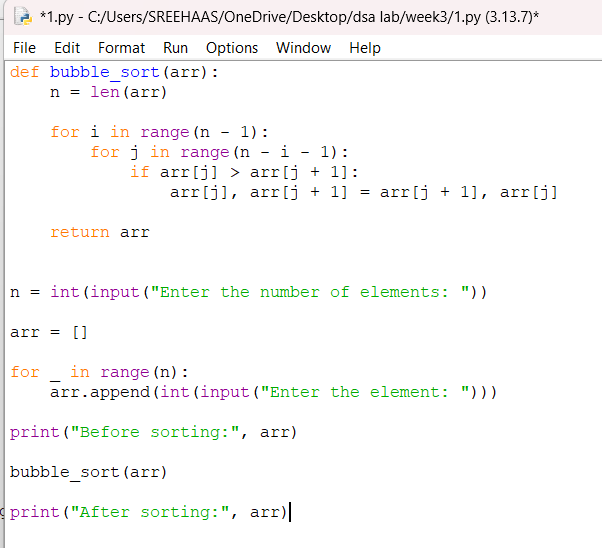 *1.py - C:/Users/SREEHAAS/OneDrive/Desktop/dsa lab/week3/1.py (3.13.7)*
File Edit Format Run Options Window Help
def bubble_sort(arr):
    n = len(arr)

    for i in range(n - 1):
        for j in range(n - i - 1):
            if arr[j] > arr[j + 1]:
                arr[j], arr[j + 1] = arr[j + 1], arr[j]

    return arr


n = int(input("Enter the number of elements: "))

arr = []

for _ in range(n):
    arr.append(int(input("Enter the element: ")))

print("Before sorting:", arr)

bubble_sort(arr)

print("After sorting:", arr)